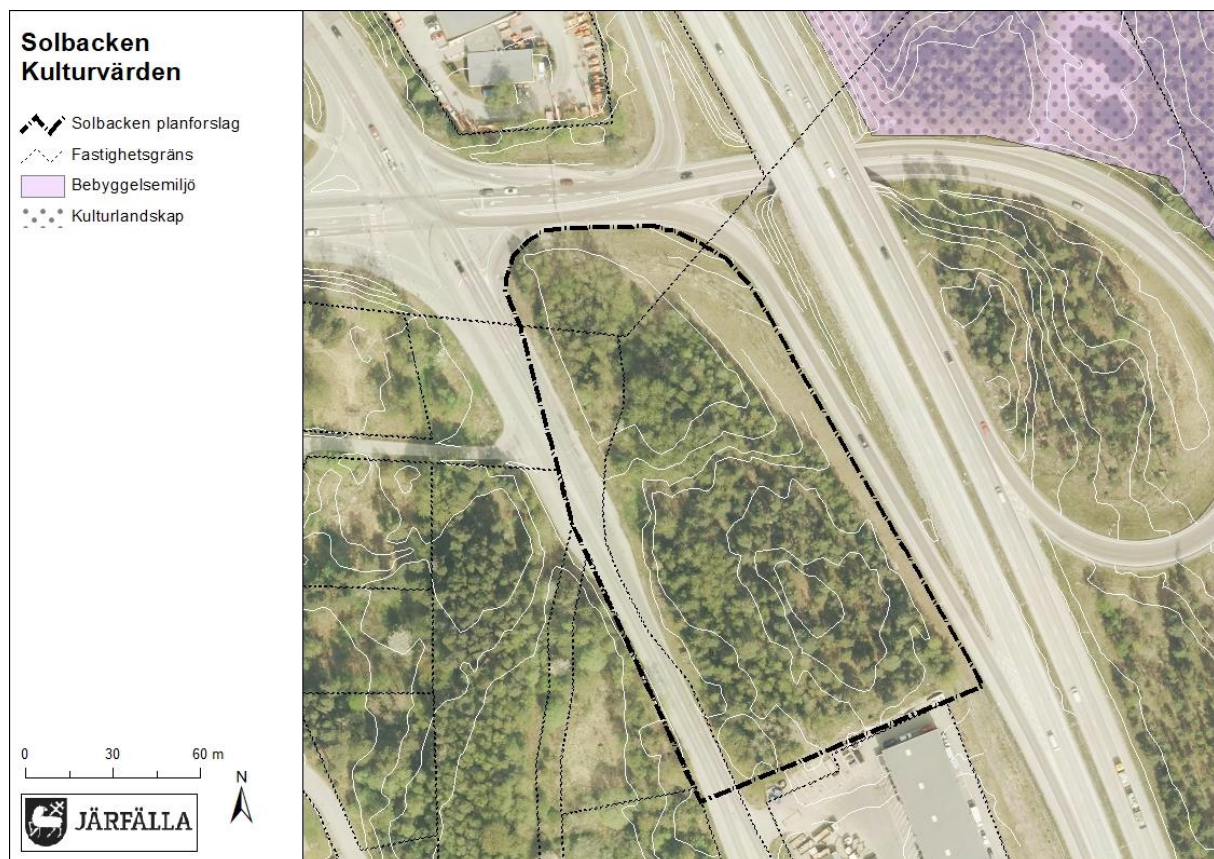 Solbacken
Kulturvärden
Solbacken planforslag
Fastighetsgräns
Bebyggelsemiljö
Kulturlandskap
0 30 60 m
N
JÄRFÄLLA